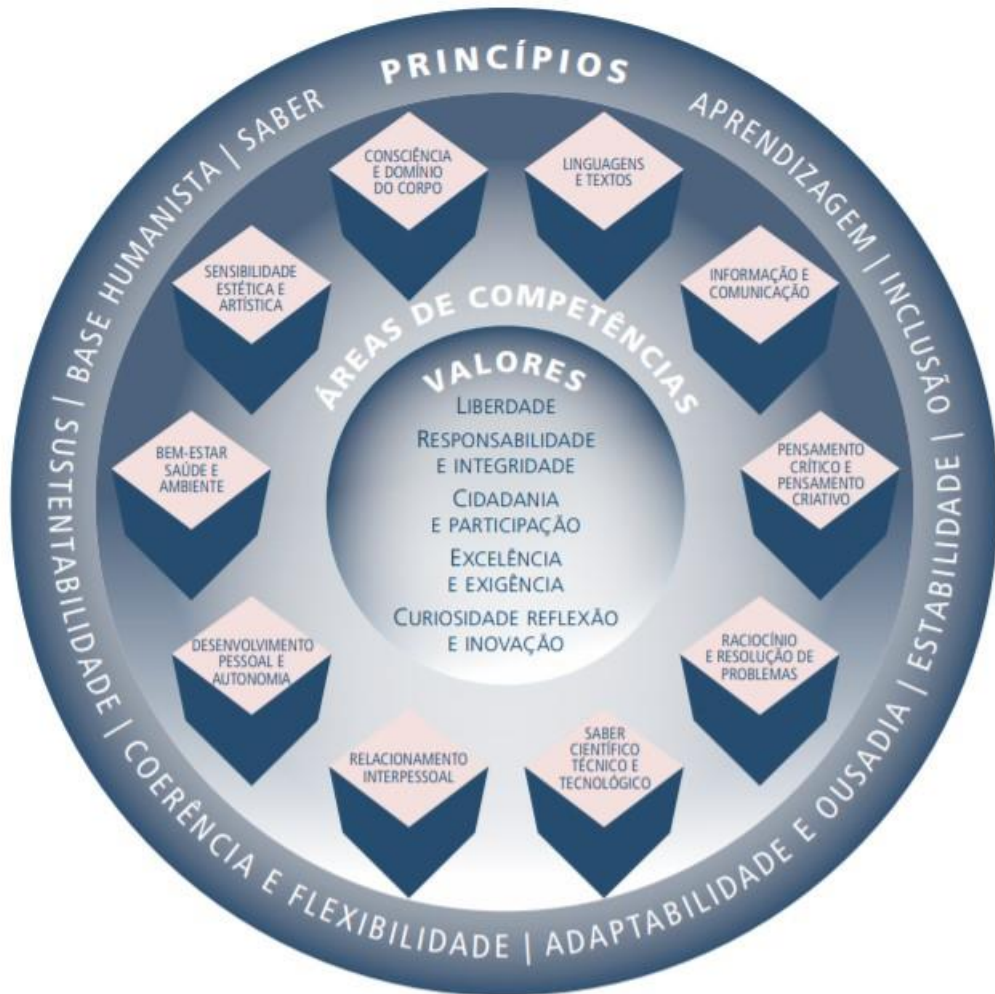 PRINCÍPIOS
BASE HUMANISTA | SABER
APRENDIZAGEM | INCLUSÃO | ESTABILIDADE | ADAPTABILIDADE E OUSADIA | COERÊNCIA E FLEXIBILIDADE | SUSTENTABILIDADE |
ÁREAS DE COMPETÊNCIAS
LINGUAGENS
E TEXTOS
INFORMAÇÃO E
COMUNICAÇÃO
PENSAMENTO
CRÍTICO E
PENSAMENTO
CRIATIVO
RACIOCÍNIO
E RESOLUÇÃO DE
PROBLEMAS
SABER
CIENTÍFICO
TÉCNICO E
TECNOLÓGICO
RELACIONAMENTO
INTERPESSOAL
DESENVOLVIMENTO
PESSOAL E
AUTONOMIA
BEM-ESTAR
SAÚDE E
AMBIENTE
SENSIBILIDADE
ESTÉTICA E
ARTÍSTICA
CONSCIÊNCIA
E DOMÍNIO
DO CORPO
VALORES
LIBERDADE
RESPONSABILIDADE
E INTEGRIDADE
CIDADANIA
E PARTICIPAÇÃO
EXCELÊNCIA
E EXIGÊNCIA
CURIOSIDADE REFLEXÃO
E INOVAÇÃO